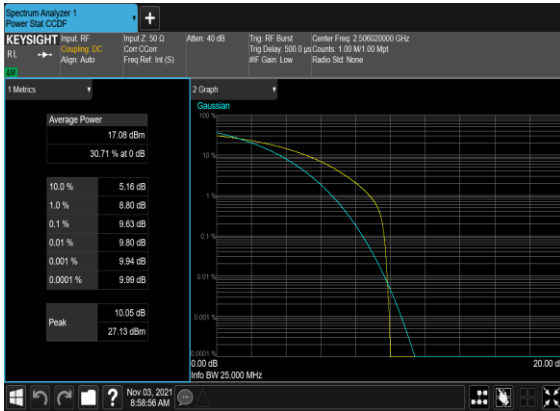 Spectrum Analyzer 1
Power Stat CCDF
+
KEYSIGHT
RL
Input: RF
Coupling: DC
Align: Auto
Input Z: 50 Ω
Corr CCorr
Freq Ref: Int (S)
Atten: 40 dB
Trig: RF Burst
Trig Delay: 500.0 µs
#IF Gain: Low
Center Freq: 2.506020000 GHz
Counts: 1.00 M/1.00 Mpt
Radio Std: None
1 Metrics
Average Power
17.08 dBm
30.71 % at 0 dB
10.0 % 5.16 dB
1.0 % 8.80 dB
0.1 % 9.63 dB
0.01 % 9.80 dB
0.001 % 9.94 dB
0.0001 % 9.99 dB
Peak
10.05 dB
27.13 dBm
2 Graph
Gaussian
100 %
10 %
1 %
0.1 %
0.01 %
0.001 %
0.0001 %
0.00 dB
20.00 d
Info BW 25.000 MHz
?
Nov 03, 2021
8:58:56 AM